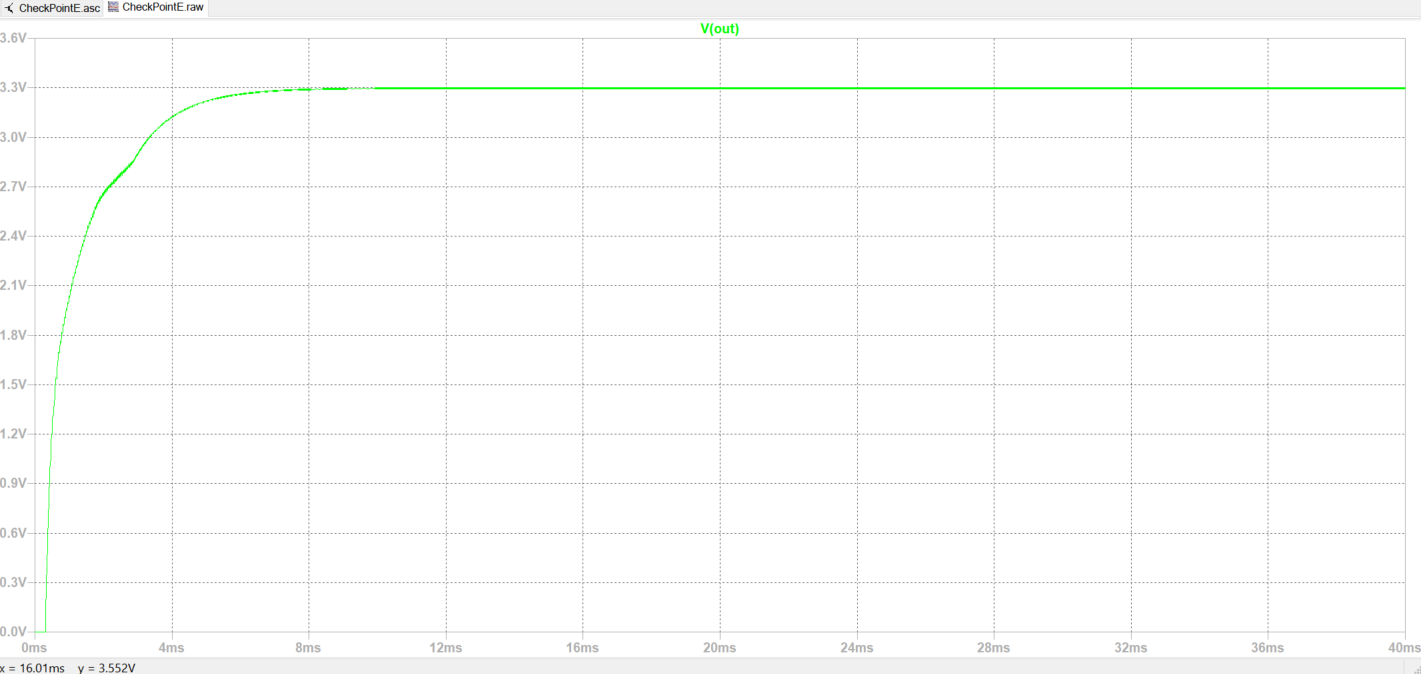 CheckPointE.asc CheckPointE.raw
V(out)
3.6V
3.3V
3.0V
2.7V
2.4V
2.1V
1.8V
1.5V
1.2V
0.9V
0.6V
0.3V
0.0V
0ms 4ms 8ms 12ms 16ms 20ms 24ms 28ms 32ms 36ms 40ms
x = 16.01ms y = 3.552V